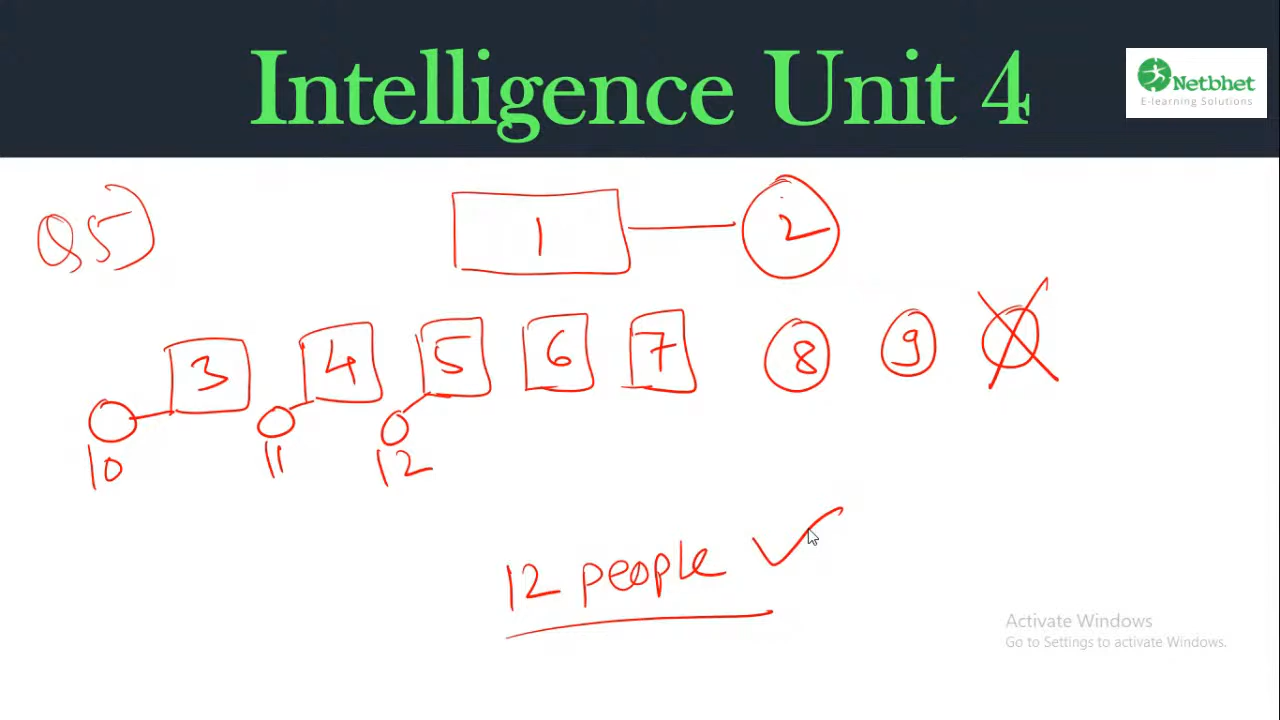 Intelligence Unit 4
Netbhet
E-learning Solutions
Q5)
1
2
3 4 5 6 7 8 9
10 11 12
12 people
Activate Windows
Go to Settings to activate Windows.